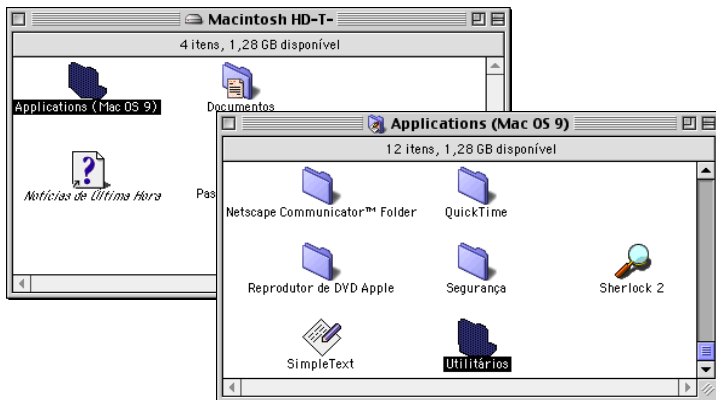 Macintosh HD-T-
4 itens, 1,28 GB disponível
Applications (Mac OS 9)
Documentos
Notícias de Última Hora
Pas
Applications (Mac OS 9)
12 itens, 1,28 GB disponível
Netscape Communicator™ Folder
QuickTime
Reprodutor de DVD Apple
Segurança
Sherlock 2
SimpleText
Utilitários